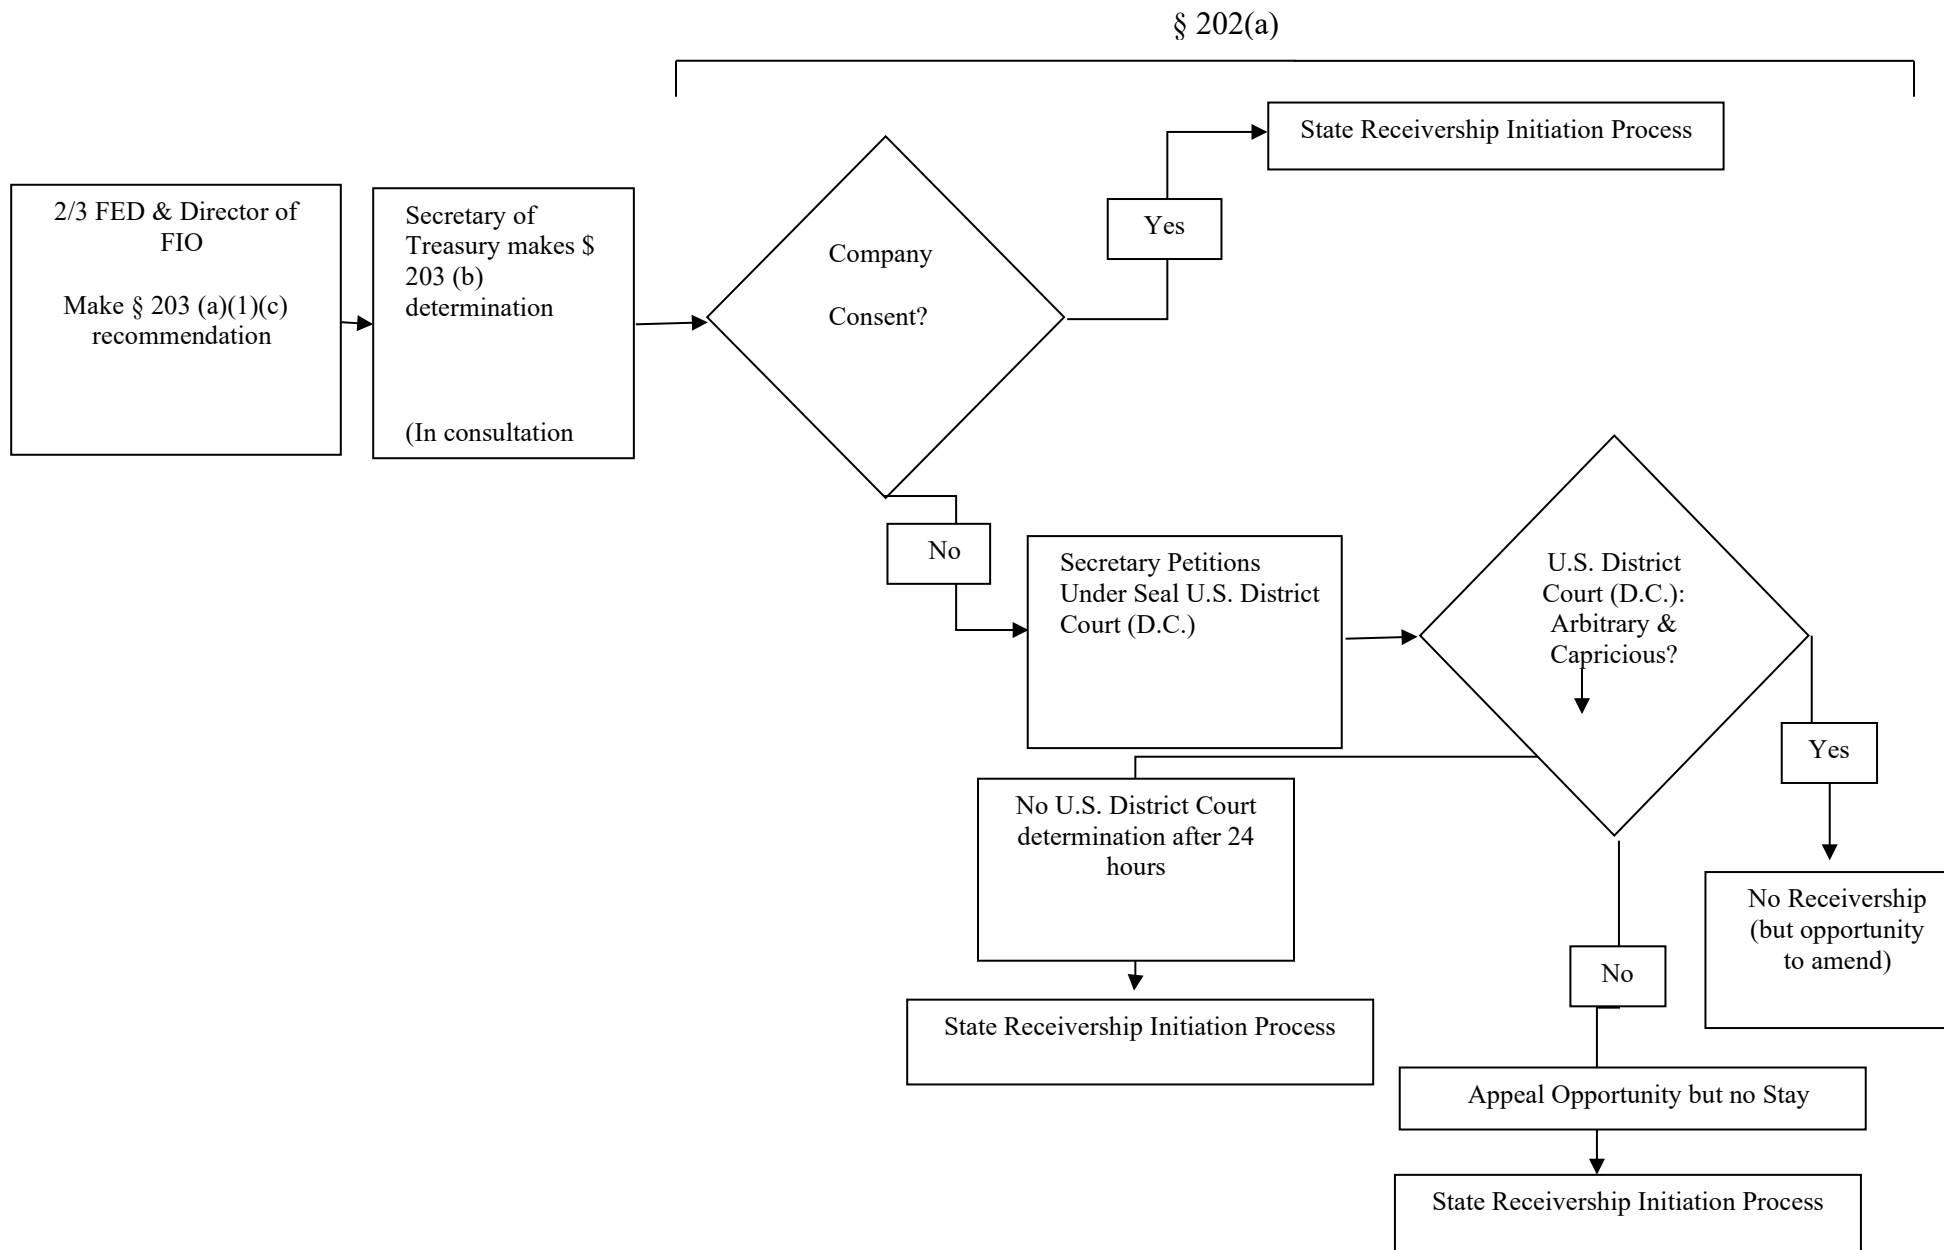 § 202(a)
State Receivership Initiation Process
2/3 FED & Director of
FIO
Make § 203 (a)(1)(c)
recommendation
Secretary of
Treasury makes $
203 (b)
determination
(In consultation
Company
Consent?
Yes
No
Secretary Petitions
Under Seal U.S. District
Court (D.C.)
U.S. District
Court (D.C.):
Arbitrary &
Capricious?
Yes
No U.S. District Court
determination after 24
hours
No Receivership
(but opportunity
to amend)
No
State Receivership Initiation Process
Appeal Opportunity but no Stay
State Receivership Initiation Process